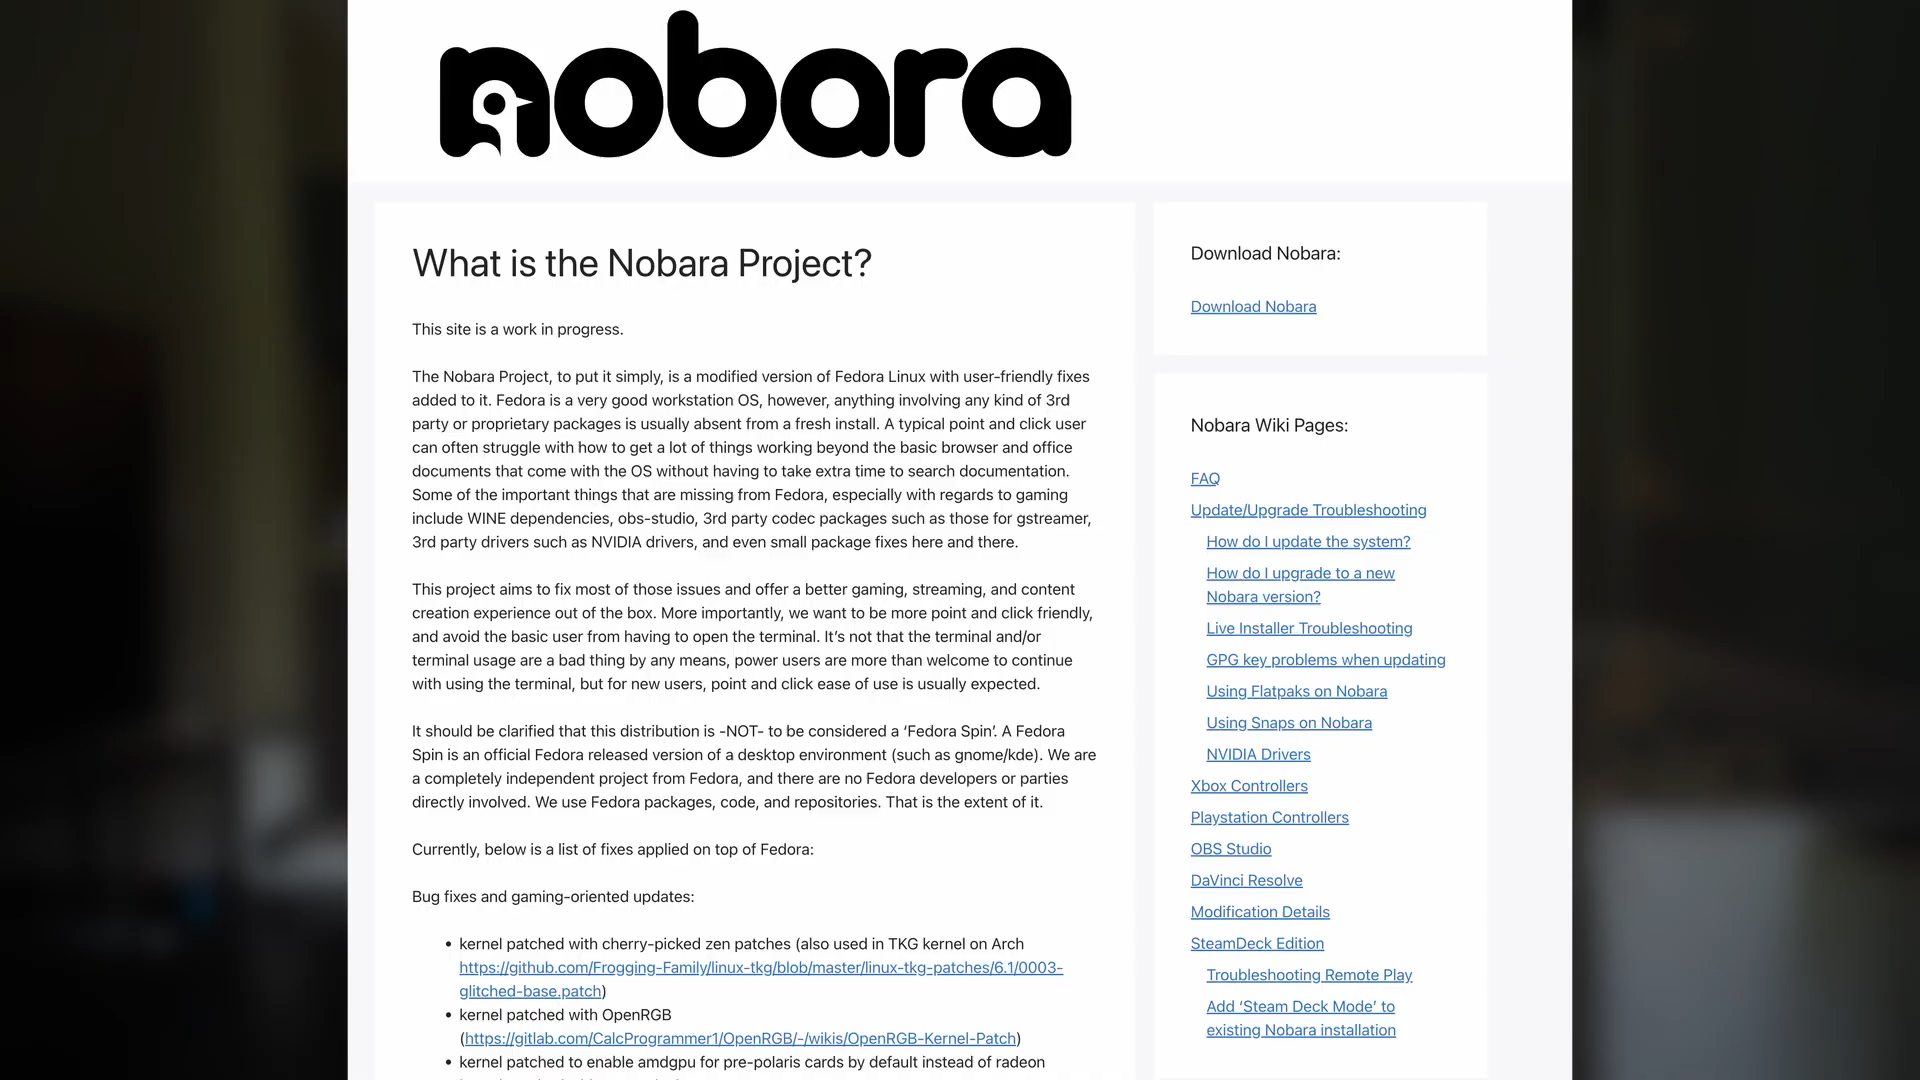 nobara
What is the Nobara Project?
This site is a work in progress.
The Nobara Project, to put it simply, is a modified version of Fedora Linux with user-friendly fixes
added to it. Fedora is a very good workstation OS, however, anything involving any kind of 3rd
party or proprietary packages is usually absent from a fresh install. A typical point and click user
can often struggle with how to get a lot of things working beyond the basic browser and office
documents that come with the OS without having to take extra time to search documentation.
Some of the important things that are missing from Fedora, especially with regards to gaming
include WINE dependencies, obs-studio, 3rd party codec packages such as those for gstreamer,
3rd party drivers such as NVIDIA drivers, and even small package fixes here and there.
This project aims to fix most of those issues and offer a better gaming, streaming, and content
creation experience out of the box. More importantly, we want to be more point and click friendly,
and avoid the basic user from having to open the terminal. It’s not that the terminal and/or
terminal usage are a bad thing by any means, power users are more than welcome to continue
with using the terminal, but for new users, point and click ease of use is usually expected.
It should be clarified that this distribution is -NOT- to be considered a ‘Fedora Spin’. A Fedora
Spin is an official Fedora released version of a desktop environment (such as gnome/kde). We are
a completely independent project from Fedora, and there are no Fedora developers or parties
directly involved. We use Fedora packages, code, and repositories. That is the extent of it.
Currently, below is a list of fixes applied on top of Fedora:
Bug fixes and gaming-oriented updates:
• kernel patched with cherry-picked zen patches (also used in TKG kernel on Arch
https://github.com/Frogging-Family/linux-tkg/blob/master/linux-tkg-patches/6.1/0003-
glitched-base.patch)
• kernel patched with OpenRGB
(https://gitlab.com/CalcProgrammer1/OpenRGB/-/wikis/OpenRGB-Kernel-Patch)
• kernel patched to enable amdgpu for pre-polaris cards by default instead of radeon
Download Nobara:
Download Nobara
Nobara Wiki Pages:
FAQ
Update/Upgrade Troubleshooting
How do I update the system?
How do I upgrade to a new
Nobara version?
Live Installer Troubleshooting
GPG key problems when updating
Using Flatpaks on Nobara
Using Snaps on Nobara
NVIDIA Drivers
Xbox Controllers
Playstation Controllers
OBS Studio
DaVinci Resolve
Modification Details
SteamDeck Edition
Troubleshooting Remote Play
Add ‘Steam Deck Mode’ to
existing Nobara installation